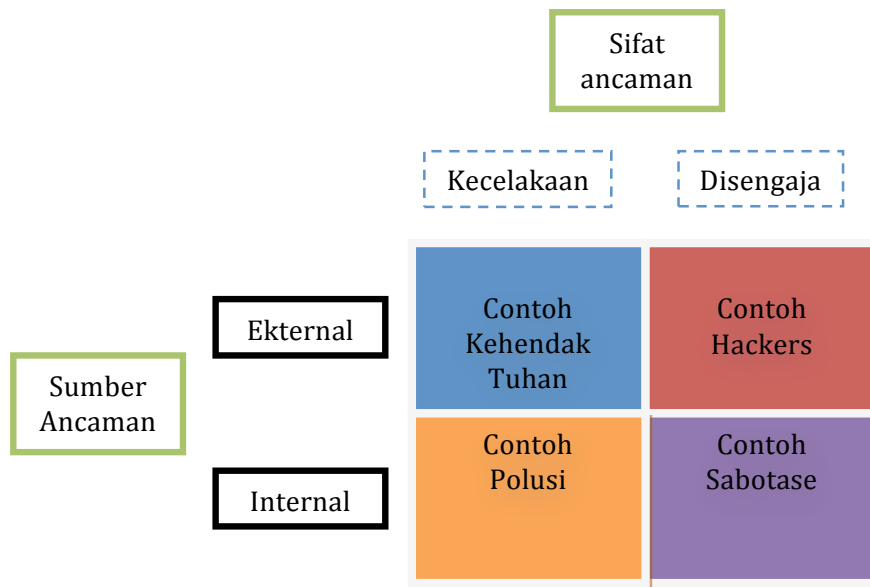 Sifat
ancaman
Kecelakaan
Disengaja
Ekternal
Contoh
Kehendak
Tuhan
Contoh
Hackers
Sumber
Ancaman
Internal
Contoh
Polusi
Contoh
Sabotase